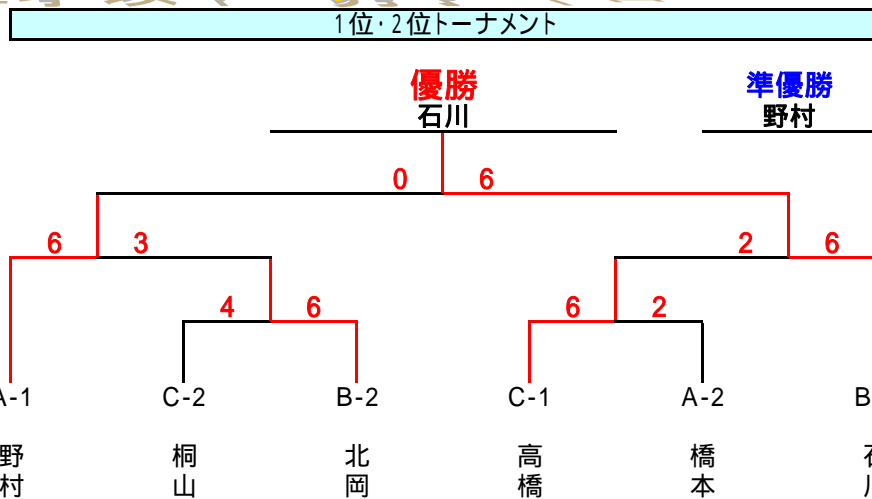 1位・2位トーナメント
優勝 準優勝
石川 野村
0 6
6 3 2 6
4 6 6 2
A-1 C-2 B-2 C-1 A-2 B
野村 桐山 北岡 高橋 橋本 石川